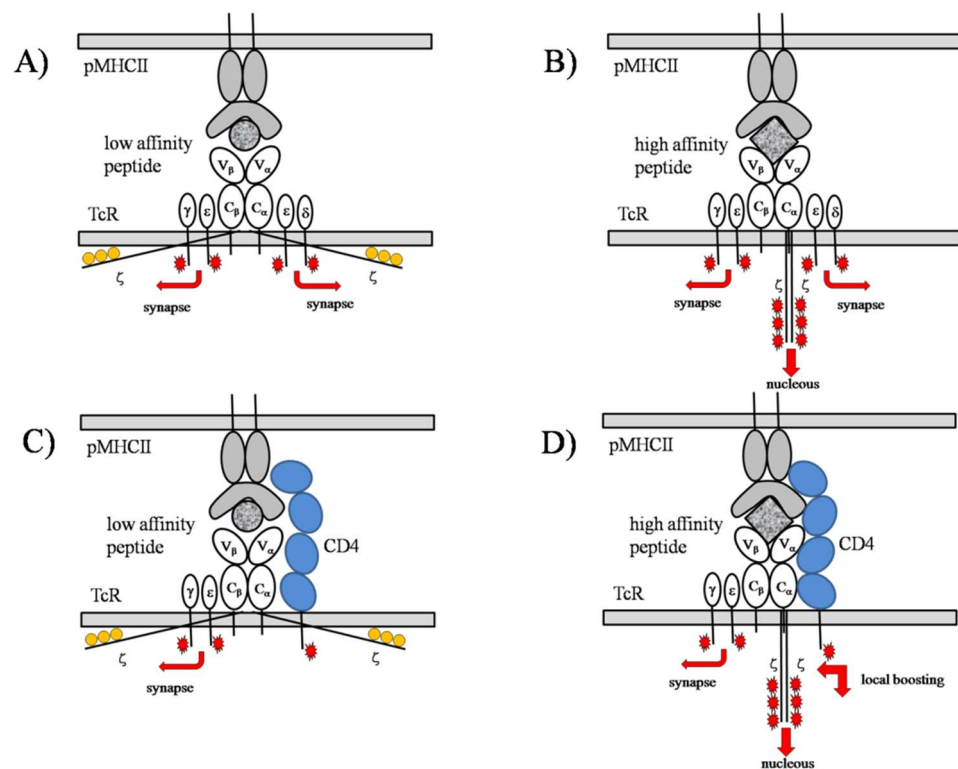 A)
pMHCII
low affinity
peptide
Vβ Vα
TcR
γ ε Cβ Cα ε δ
ζ ζ
synapse synapse
B)
pMHCII
high affinity
peptide
Vβ Vα
TcR
γ ε Cβ Cα ε δ
synapse ζ ζ synapse
nucleous
C)
pMHCII
low affinity
peptide
Vβ Vα CD4
TcR
γ ε Cβ Cα
ζ ζ
synapse
D)
pMHCII
high affinity
peptide
Vβ Vα CD4
TcR
γ ε Cβ Cα
synapse ζ ζ local boosting
nucleous